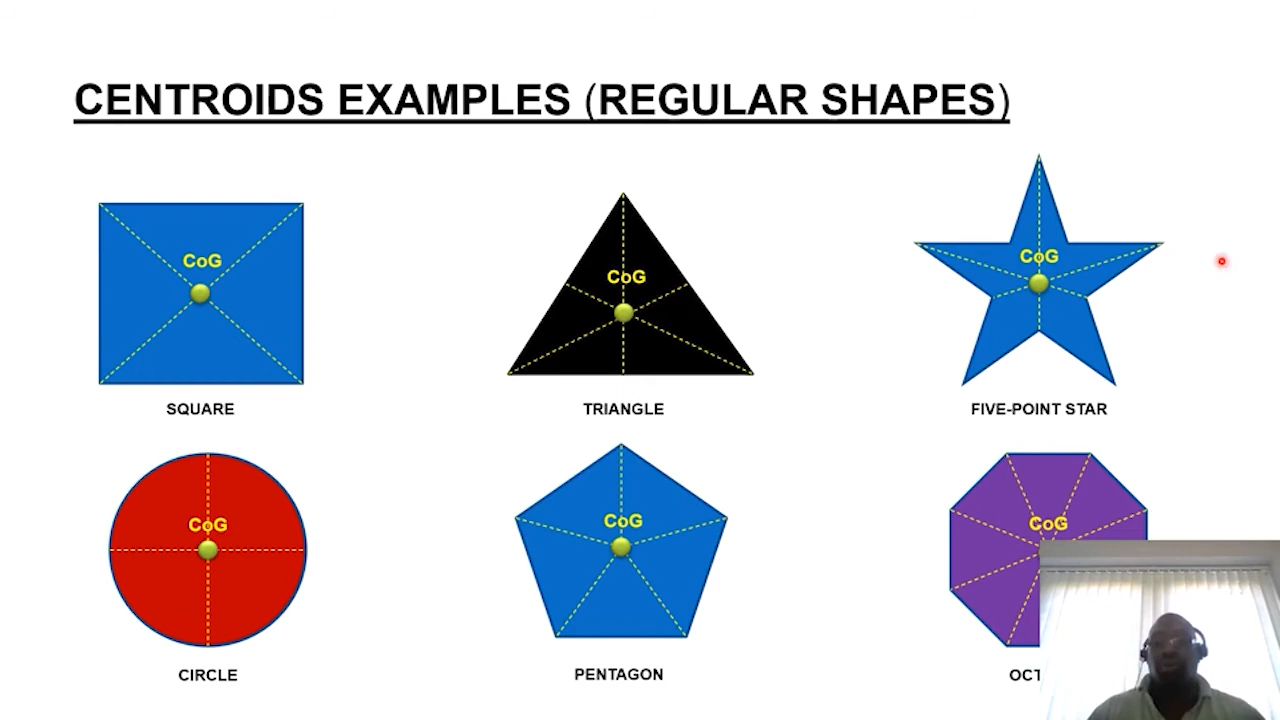 CENTROIDS EXAMPLES (REGULAR SHAPES)
CoG
CoG
CoG
SQUARE
TRIANGLE
FIVE-POINT STAR
CoG
CoG
CoG
CIRCLE
PENTAGON
OCT